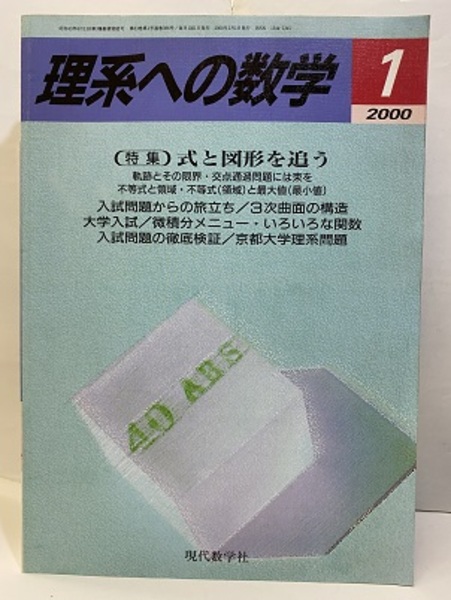 理系への数学
1
2000
〔特集〕式と図形を追う
軌跡とその限界・交点通過問題には束を
不等式と領域・不等式(領域)と最大値(最小値)
入試問題からの旅立ち/3次曲面の構造
大学入試/微積分メニュー・いろいろな関数
入試問題の徹底検証/京都大学理系問題
現代数学社